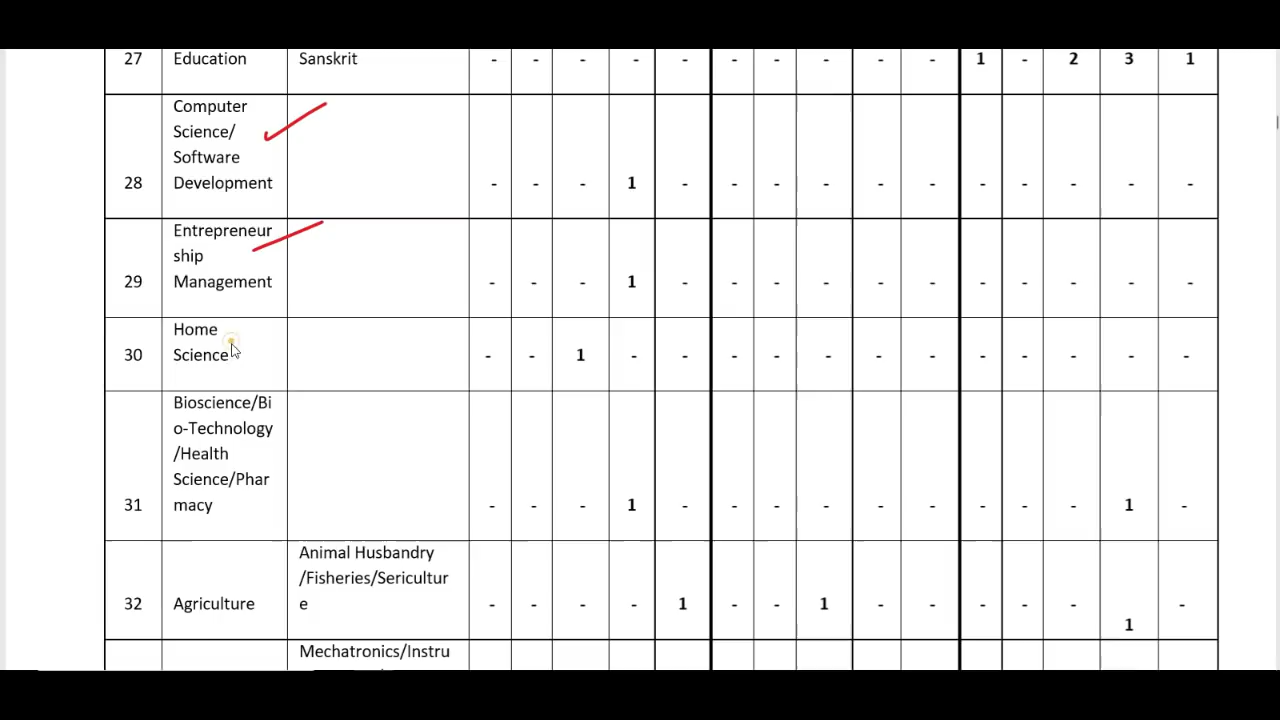 27 Education Sanskrit - - - - - - - - - - 1 - 2 3 1
Computer
Science/
Software
28 Development - - - 1 - - - - - - - - - - -
Entrepreneur
ship
29 Management - - - 1 - - - - - - - - - - -
Home
30 Science - - 1 - - - - - - - - - - - -
Bioscience/Bi
o-Technology
/Health
Science/Phar
31 macy - - - 1 - - - - - - - - - 1 -
Animal Husbandry
/Fisheries/Sericultur
32 Agriculture e - - - - 1 - - 1 - - - - - 1 -
Mechatronics/Instru